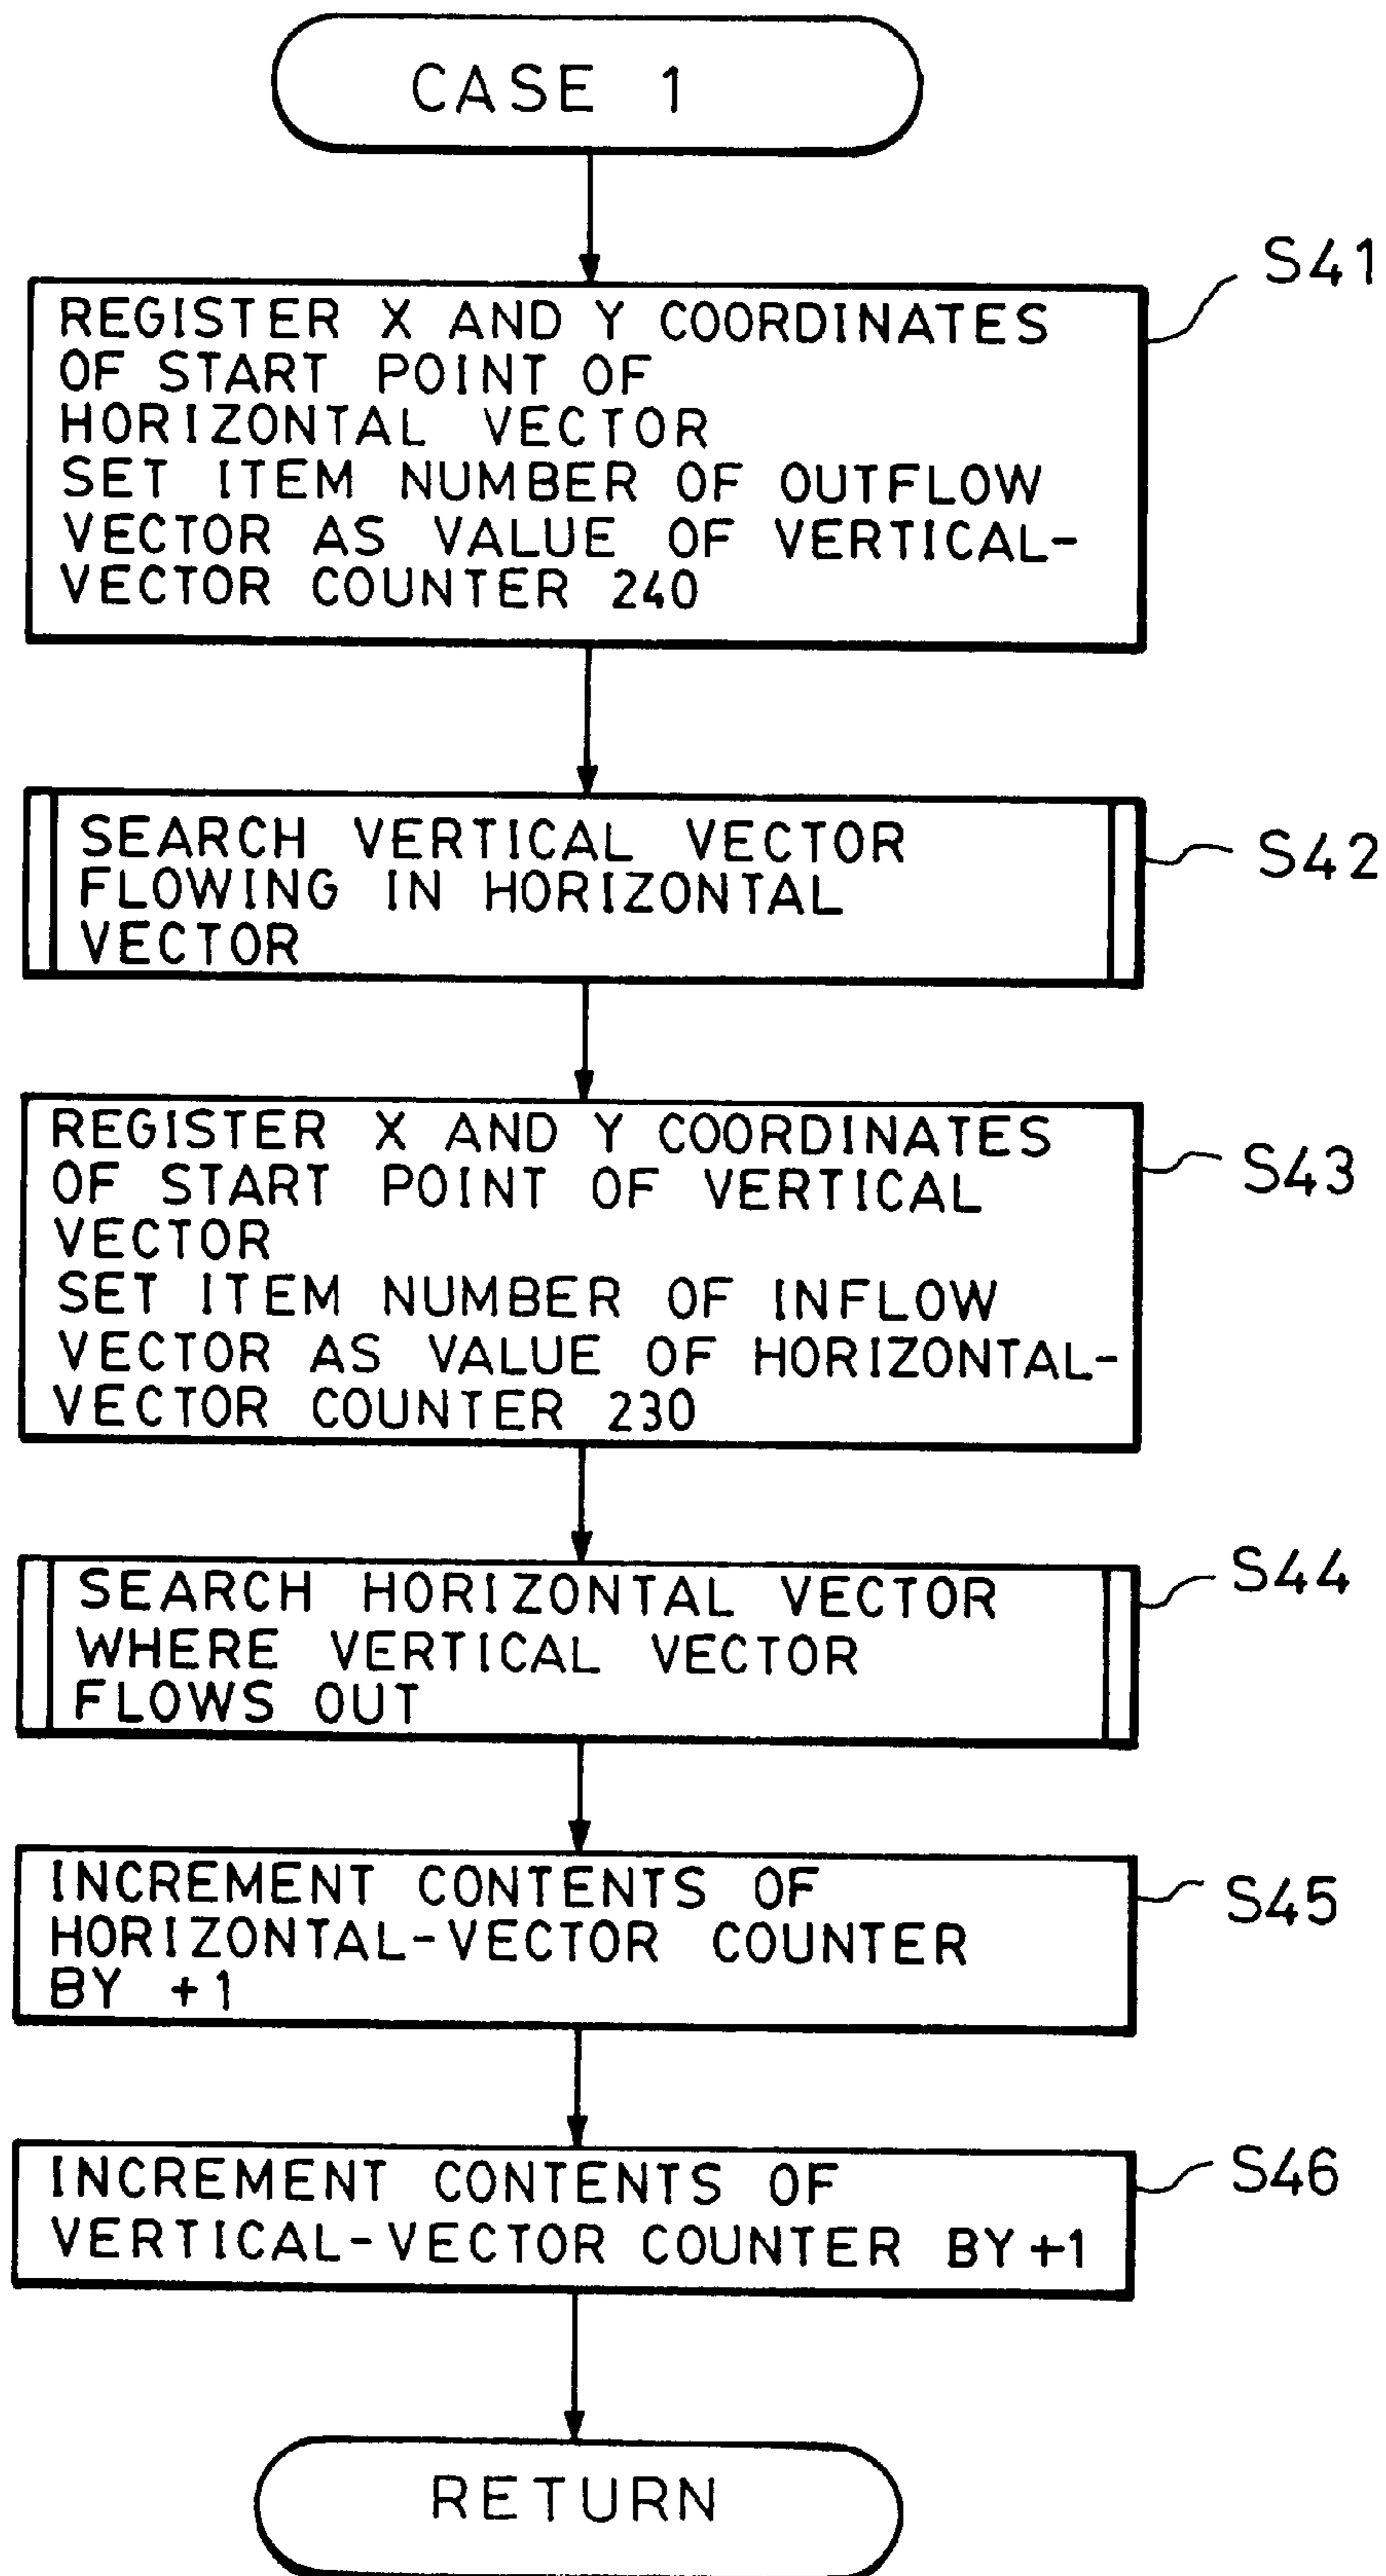 CASE 1
S41
REGISTER X AND Y COORDINATES
OF START POINT OF
HORIZONTAL VECTOR
SET ITEM NUMBER OF OUTFLOW
VECTOR AS VALUE OF VERTICAL-
VECTOR COUNTER 240
S42
SEARCH VERTICAL VECTOR
FLOWING IN HORIZONTAL
VECTOR
S43
REGISTER X AND Y COORDINATES
OF START POINT OF VERTICAL
VECTOR
SET ITEM NUMBER OF INFLOW
VECTOR AS VALUE OF HORIZONTAL-
VECTOR COUNTER 230
S44
SEARCH HORIZONTAL VECTOR
WHERE VERTICAL VECTOR
FLOWS OUT
S45
INCREMENT CONTENTS OF
HORIZONTAL-VECTOR COUNTER
BY +1
S46
INCREMENT CONTENTS OF
VERTICAL-VECTOR COUNTER BY +1
RETURN